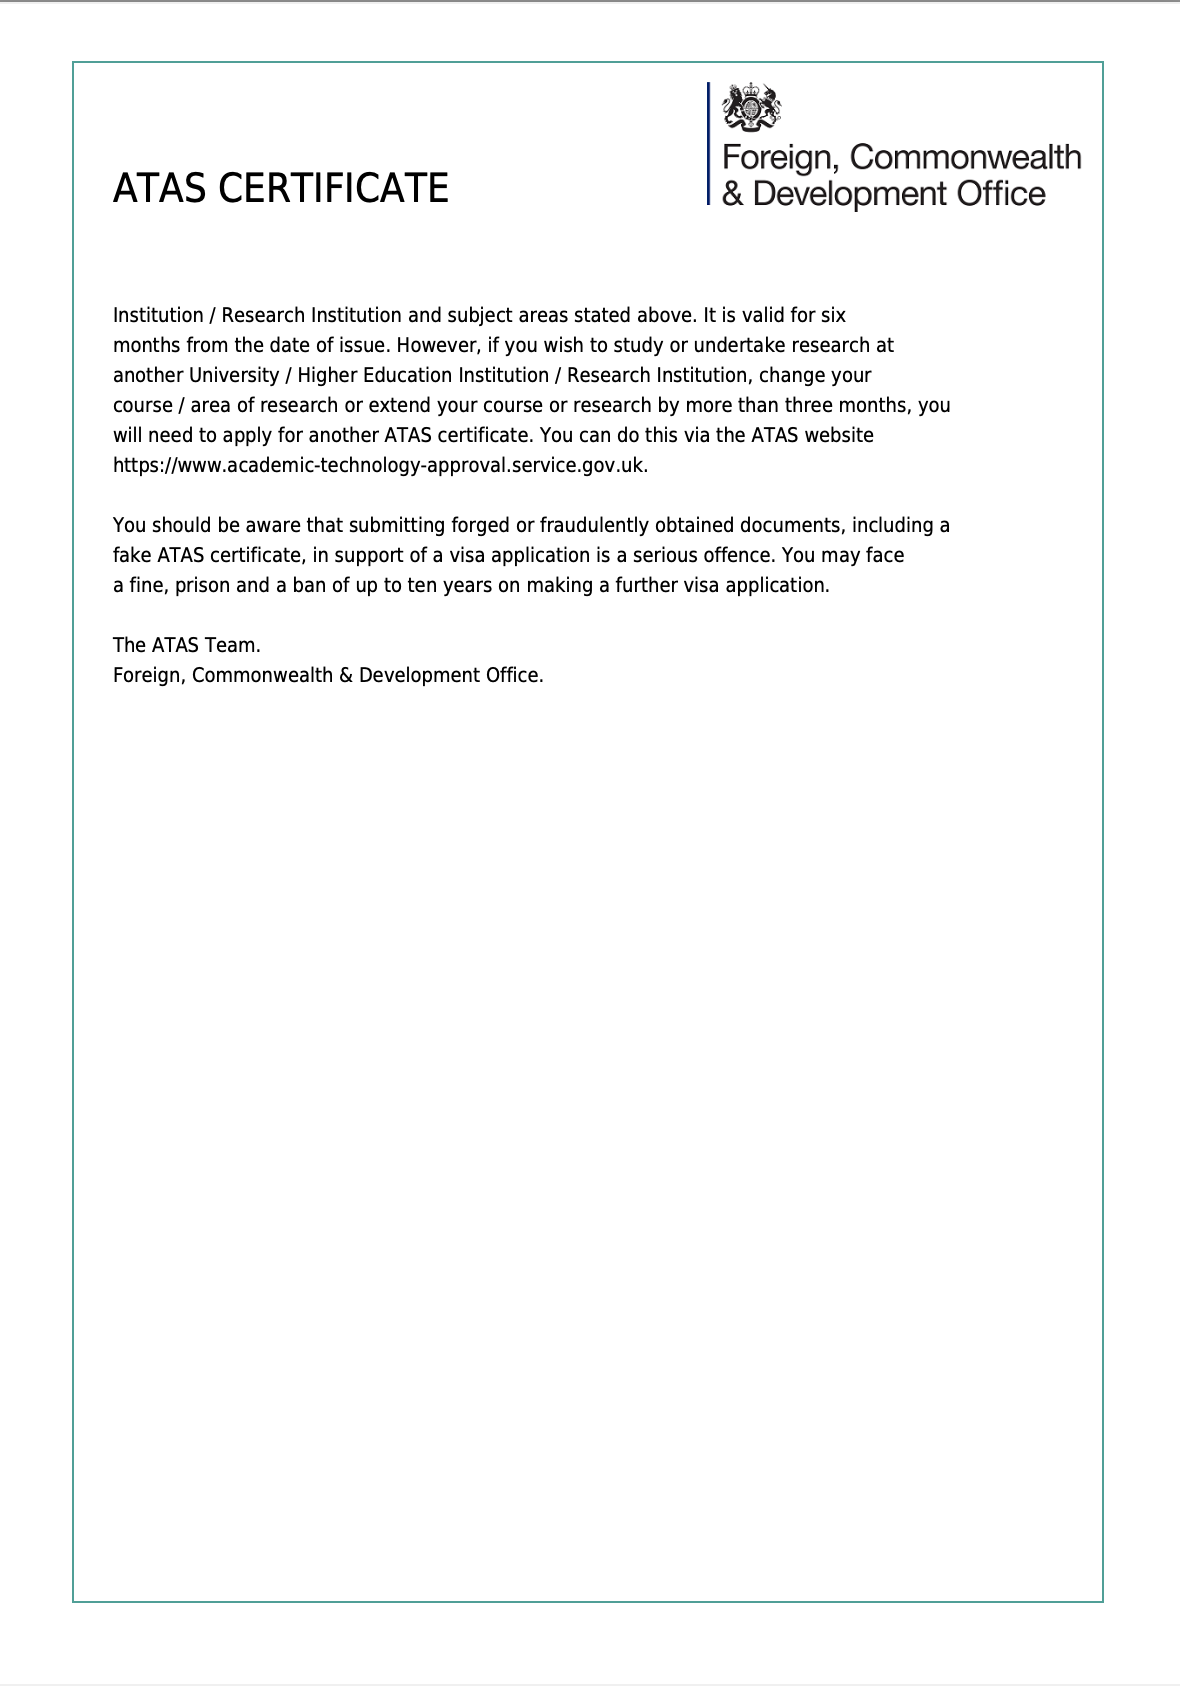 Foreign, Commonwealth
& Development Office
ATAS CERTIFICATE
Institution / Research Institution and subject areas stated above. It is valid for six
months from the date of issue. However, if you wish to study or undertake research at
another University / Higher Education Institution / Research Institution, change your
course / area of research or extend your course or research by more than three months, you
will need to apply for another ATAS certificate. You can do this via the ATAS website
https://www.academic-technology-approval.service.gov.uk.
You should be aware that submitting forged or fraudulently obtained documents, including a
fake ATAS certificate, in support of a visa application is a serious offence. You may face
a fine, prison and a ban of up to ten years on making a further visa application.
The ATAS Team.
Foreign, Commonwealth & Development Office.